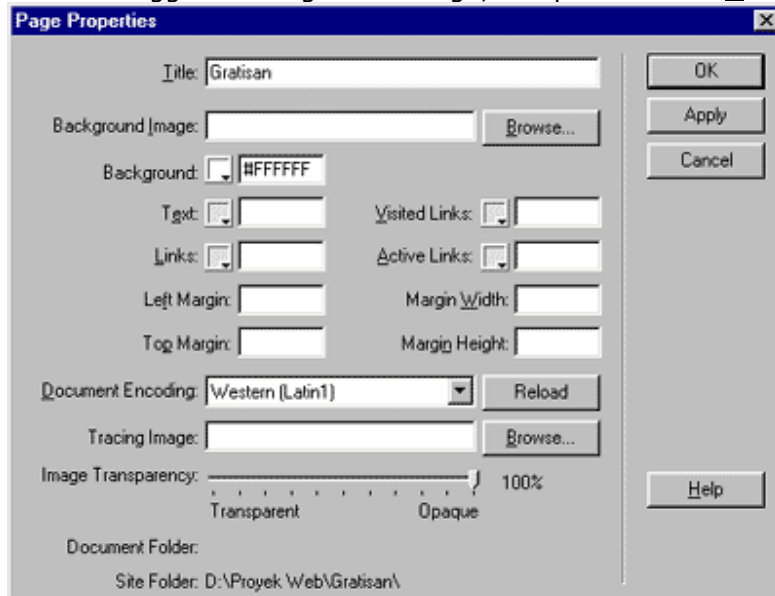 Page Properties
Title: Gratisan
OK
Background Image: Browse...
Apply
Background: #FFFFFF
Cancel
Text: Visited Links:
Links: Active Links:
Left Margin: Margin Width:
Top Margin: Margin Height:
Document Encoding: Western (Latin1) Reload
Tracing Image: Browse...
Image Transparency: 100%
Transparent Opaque
Help
Document Folder:
Site Folder: D:\Proyek Web\Gratisan\